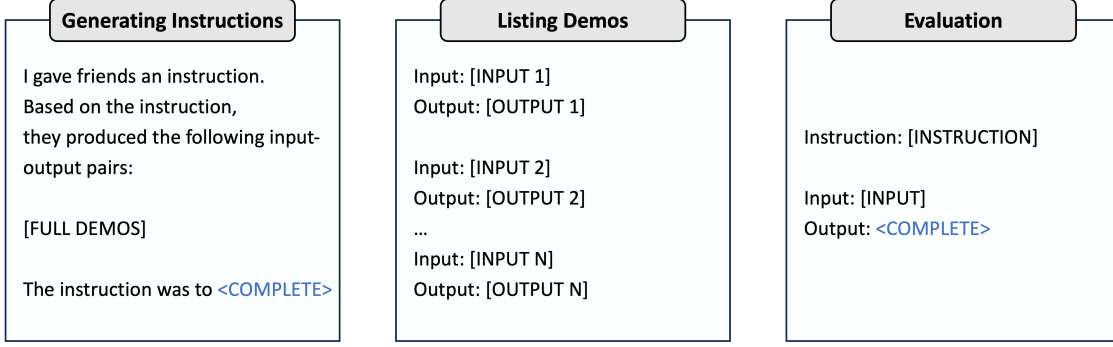 Generating Instructions
I gave friends an instruction.
Based on the instruction,
they produced the following input-
output pairs:
[FULL DEMOS]
The instruction was to <COMPLETE>
Listing Demos
Input: [INPUT 1]
Output: [OUTPUT 1]
Input: [INPUT 2]
Output: [OUTPUT 2]
...
Input: [INPUT N]
Output: [OUTPUT N]
Evaluation
Instruction: [INSTRUCTION]
Input: [INPUT]
Output: <COMPLETE>